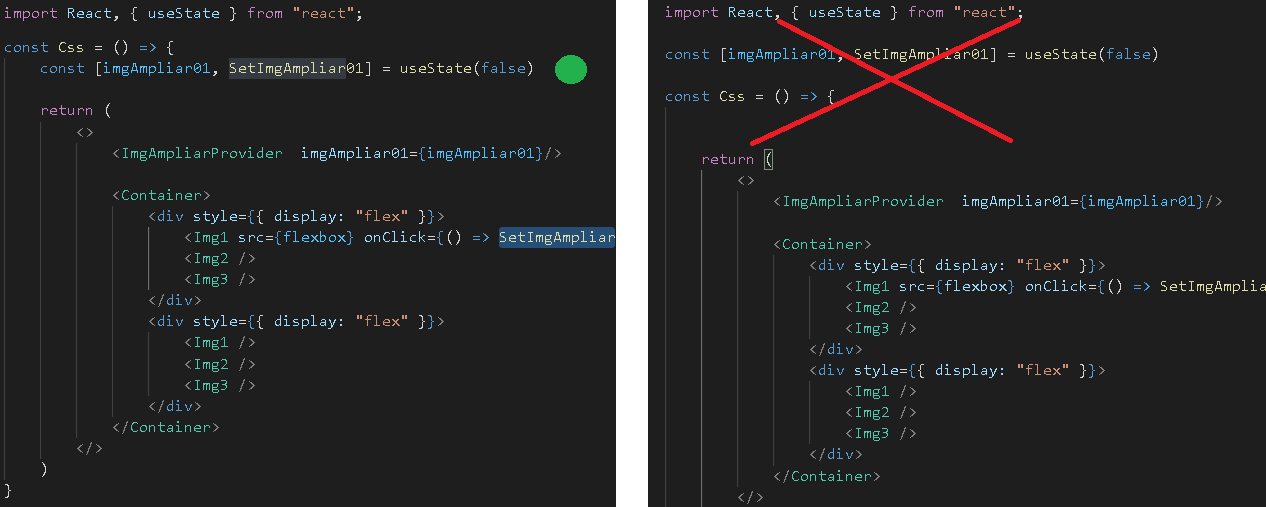 import React, { useState } from "react";
const Css = () => {
const [imgAmpliar01, SetImgAmpliar01] = useState(false)
return (
<>
<ImgAmpliarProvider imgAmpliar01={imgAmpliar01}/>
<Container>
<div style={{ display: "flex" }}>
<Img1 src={flexbox} onClick={() => SetImgAmpliar
<Img2 />
<Img3 />
</div>
<div style={{ display: "flex" }}>
<Img1 />
<Img2 />
<Img3 />
</div>
</Container>
</>
)
}
import React, { useState } from "react";
const [imgAmpliar01, SetImgAmpliar01] = useState(false)
const Css = () => {
return (
<>
<ImgAmpliarProvider imgAmpliar01={imgAmpliar01}/>
<Container>
<div style={{ display: "flex" }}>
<Img1 src={flexbox} onClick={() => SetImgAmplia
<Img2 />
<Img3 />
</div>
<div style={{ display: "flex" }}>
<Img1 />
<Img2 />
<Img3 />
</div>
</Container>
</>